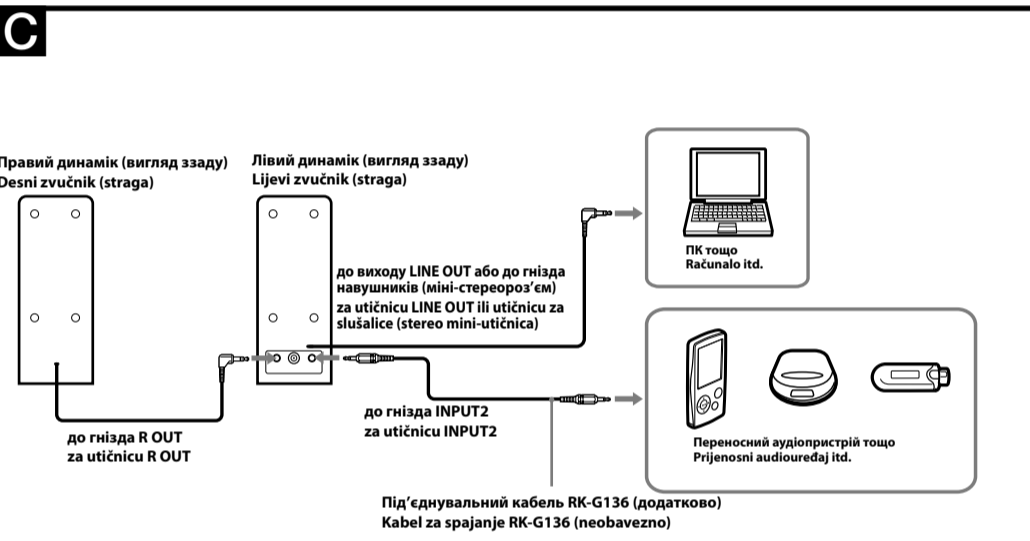 C
Правий динамік (вигляд ззаду)
Desni zvučnik (straga)
Лівий динамік (вигляд ззаду)
Lijevi zvučnik (straga)
ПК тощо
Računalo itd.
до виходу LINE OUT або до гнізда
навушників (міні-стереороз’єм)
za utičnicu LINE OUT ili utičnicu za
slušalice (stereo mini-utičnica)
до гнізда R OUT
za utičnicu R OUT
до гнізда INPUT2
za utičnicu INPUT2
Переносний аудіопристрій тощо
Prijenosni audiouređaj itd.
Під’єднувальний кабель RK-G136 (додатково)
Kabel za spajanje RK-G136 (neobavezno)